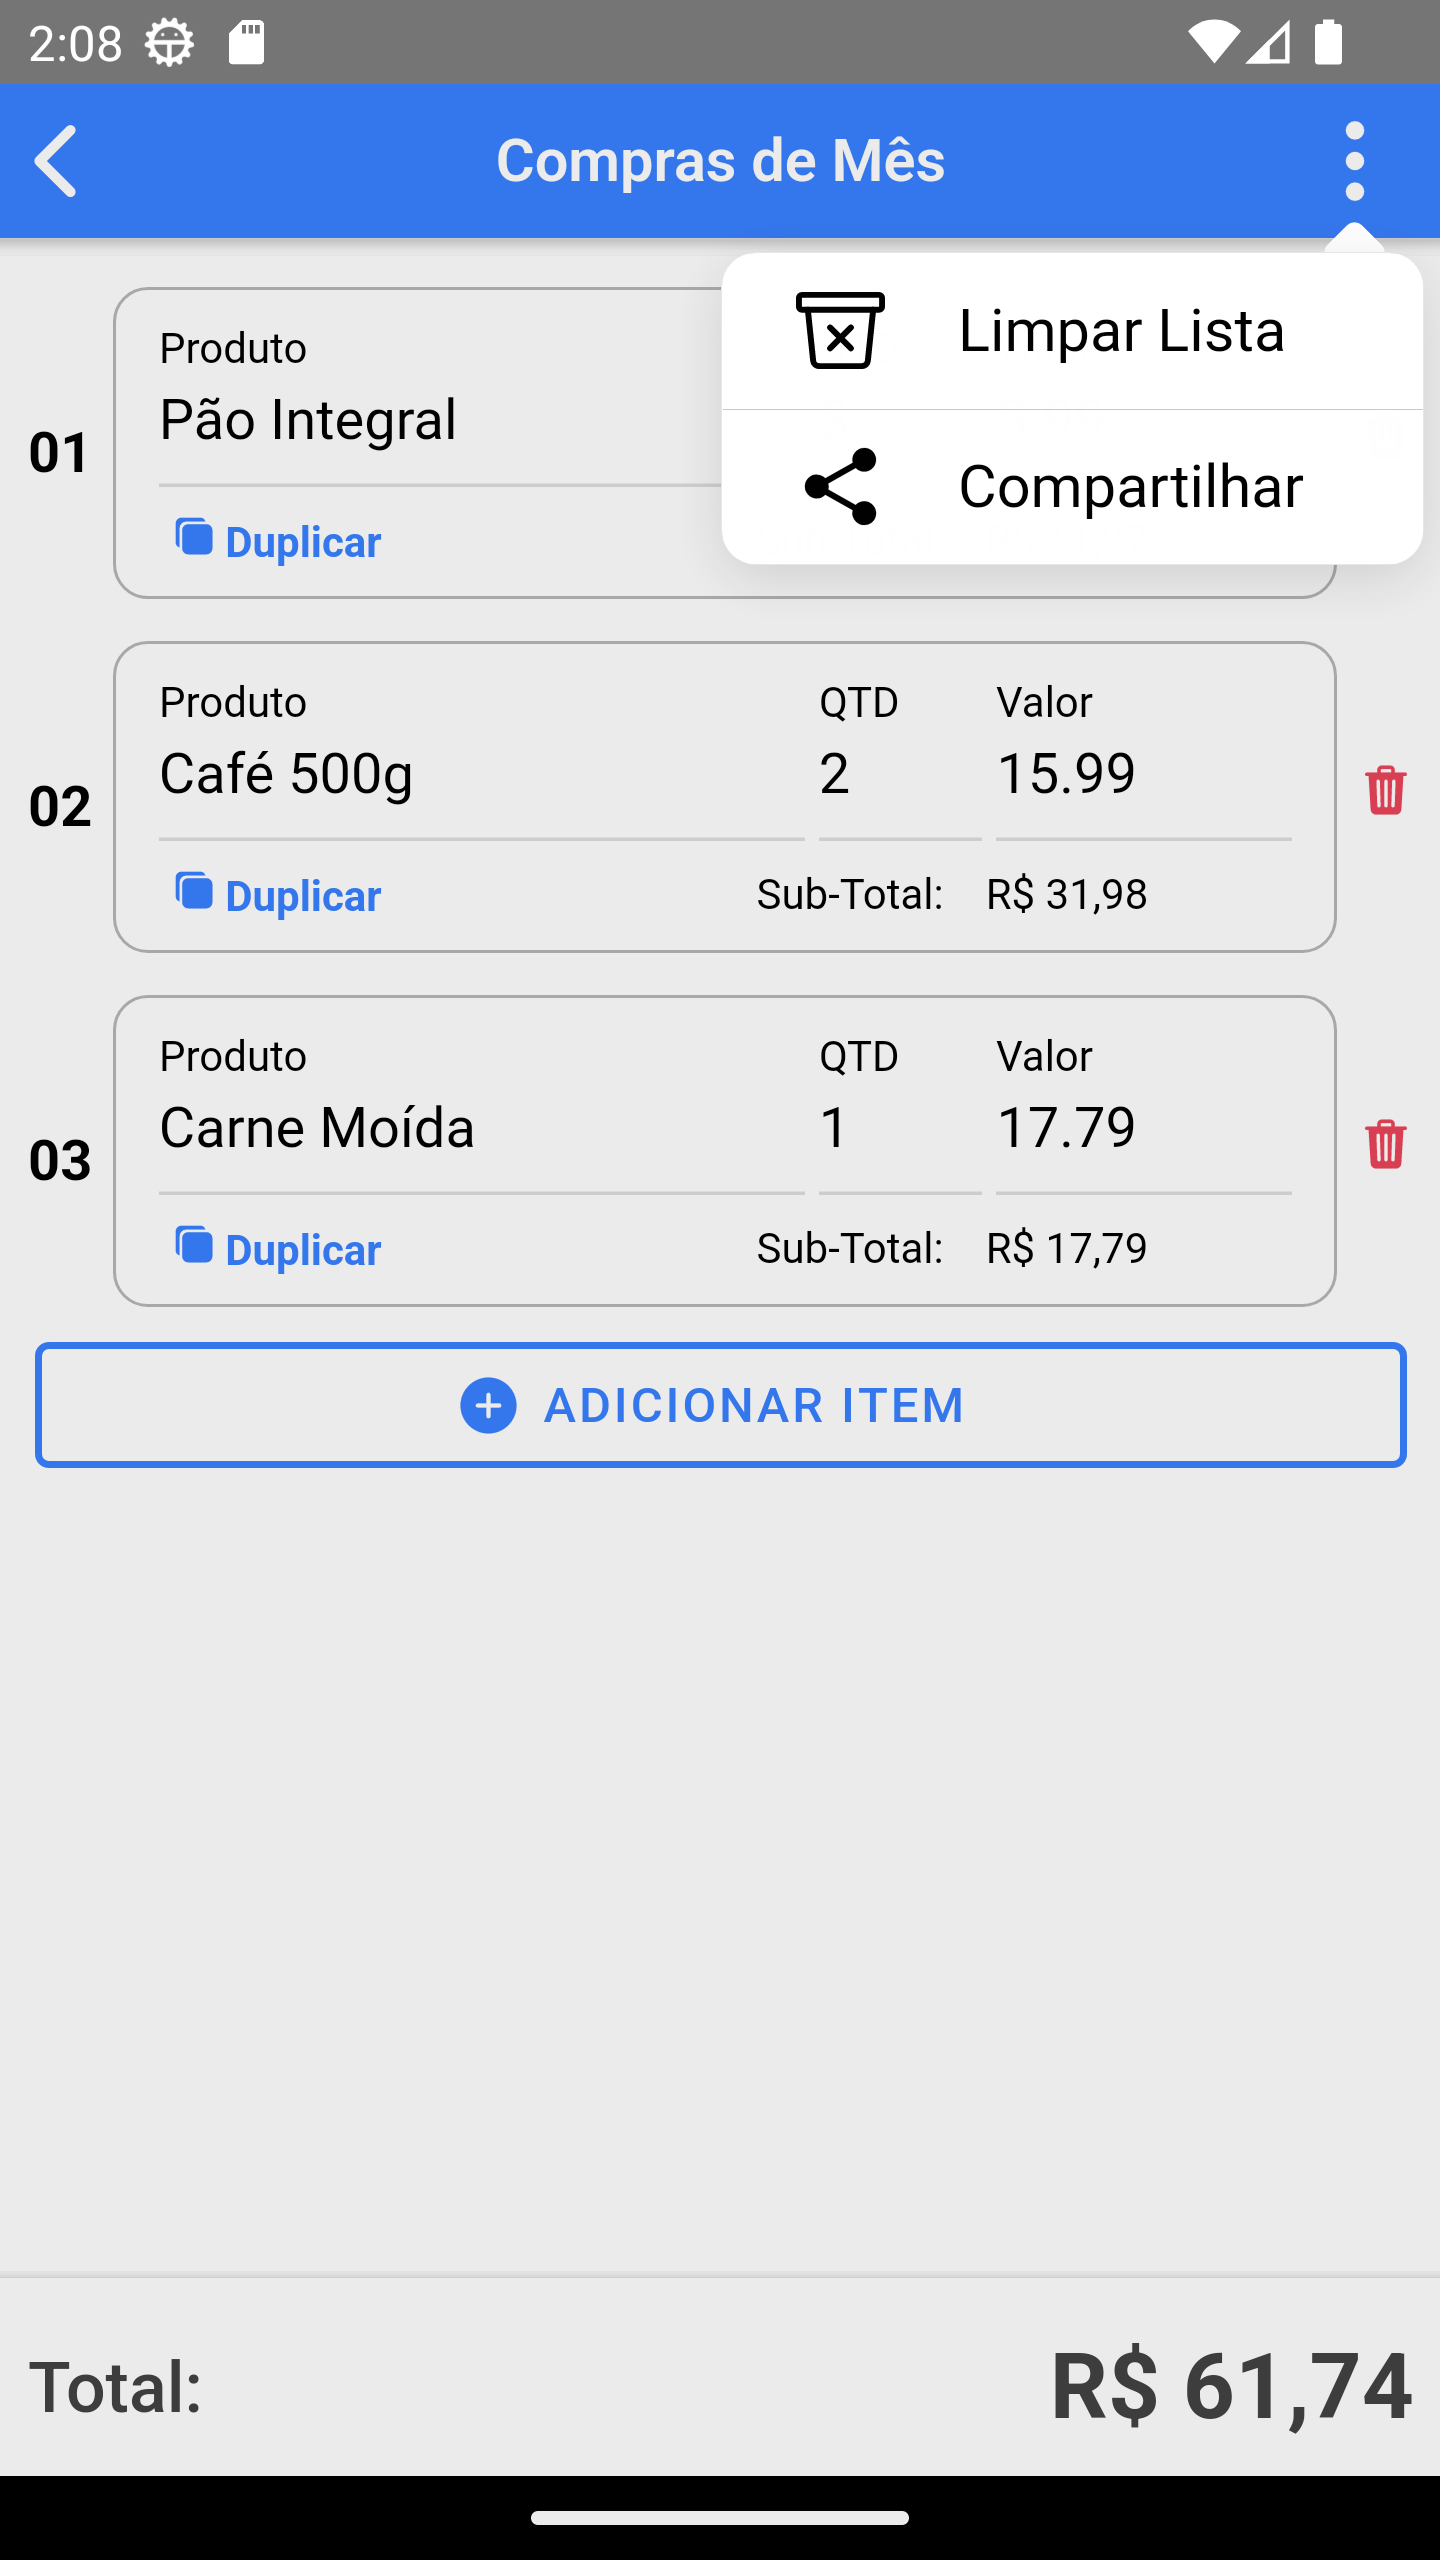 2:08
Compras de Mês
Limpar Lista
Compartilhar
01
Produto
Pão Integral
Duplicar
02
Produto QTD Valor
Café 500g 2 15.99
Duplicar Sub-Total: R$ 31,98
03
Produto QTD Valor
Carne Moída 1 17.79
Duplicar Sub-Total: R$ 17,79
ADICIONAR ITEM
Total: R$ 61,74